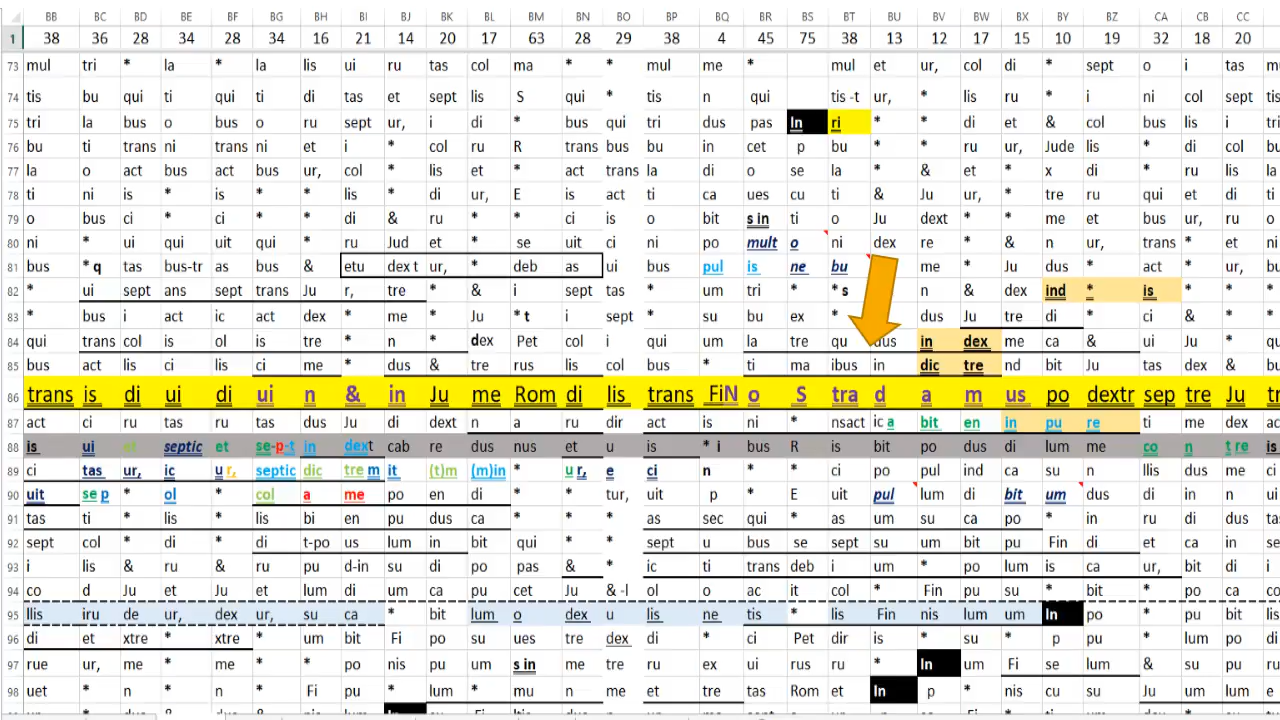 BB BC BD BE BF BG BH BI BJ BK BL BM BN BO BP BQ BR BS BT BU BV BW BX BY BZ CA CB CC
1 38 36 28 34 28 34 16 21 14 20 17 63 28 29 38 4 45 75 38 13 12 17 15 10 19 32 18 20
73 mul tri * la * la lis ui ru tas col ma * * mul me * mul et ur, col di * sept o i tas
74 tis bu qui ti qui ti di tas et sept lis S qui * tis n qui tis -t ur, * lis ru * i ni col sept
75 tri la bus o bus o ru sept ur, i di * bus qui tri dus pas In ri * * di et & col bus lis i
76 bu ti trans ni trans ni et i * col ru R trans bus bu in cet p bu * * ru ur, Jude lis * di col
77 la o act bus act bus ur, col * lis et * act trans la di o se la * & et * x di * ru lis
78 ti ni is * is * * lis * di ur, E is act ti ca ues cu ti & Ju ur, * tre ru qui et di
79 o bus ci * ci * * di & ru * * ci is o bit s in ti o Ju dext * * me et bus ur, ru
80 ni * ui qui uit qui * ru Jud et * se uit ci ni po mult o ni dex re * & n ur, trans * et
81 bus * q tas bus-tr as bus & etu dex t ur, * deb as ui bus pul is ne bu me * Ju dus * act * ur,
82 * ui sept ans sept trans Ju r, tre * & i sept tas * um tri * * s n & dex ind * is * *
83 * bus i act ic act dex * me * Ju * t i sept * su bu ex * dus Ju tre di * ci & *
84 qui trans col is ol is tre * n * dex Pet col i qui um la tre qu dus in dex me ca & ui Ju *
85 bus act lis ci lis ci me * dus & tre rus lis col bus * ti ma ibus in dic tre nd bit Ju tas dex &
86 trans is di ui di ui n & in Ju me Rom di lis trans FiN o S tra d a m us po dextr sep tre Ju
87 act ci ru tas ru tas dus Ju di dext n * ru dir act is ni * nsact ic a bit en in pu re ti me dex
88 is ui et septic et se-p-t in dext cab re dus nus et u is * i bus R is bit po dus di lum me co n t re
89 ci tas ur, ic u r, septic dic tre m it (t)m (m)in * u r, e ci n * * ci po pul ind ca su n llis dus me
90 uit se p * ol * col a me po en di * * tur, uit p * E uit pul lum di bit um dus di in n
91 tas ti * lis * lis bi en pu dus ca * * * as sec qui * as um su ca po * in ru di dus
92 sept col * di * di t-po us lum in bit qui * * sept u bus se sept su um bit pu Fin di et ca in
93 i lis & ru & ru pu d-in su di po pas & * ic ti trans deb i um * po lum is ca ur, bit di
94 co d Ju et Ju et lum di um ca pu cet Ju & -l o o ac it col * Fin pu su * bit * po ca
95 llis iru de ur, dex ur, su ca * bit lum o dex u lis ne tis * lis Fin nis lum um In po * pu bit
96 di et xtre * xtre * um bit Fi po su ues tre dex di * ci Pet dir is * su * p pu * lum po
97 rue ur, me * me * * po nis pu um s in me tre ru ex ui rus ru * In um Fi se lum & su pu
98 uet * n * n * Fi pu * lum * mu n me et tre tas Rom et In p * nis cu su Ju um lum